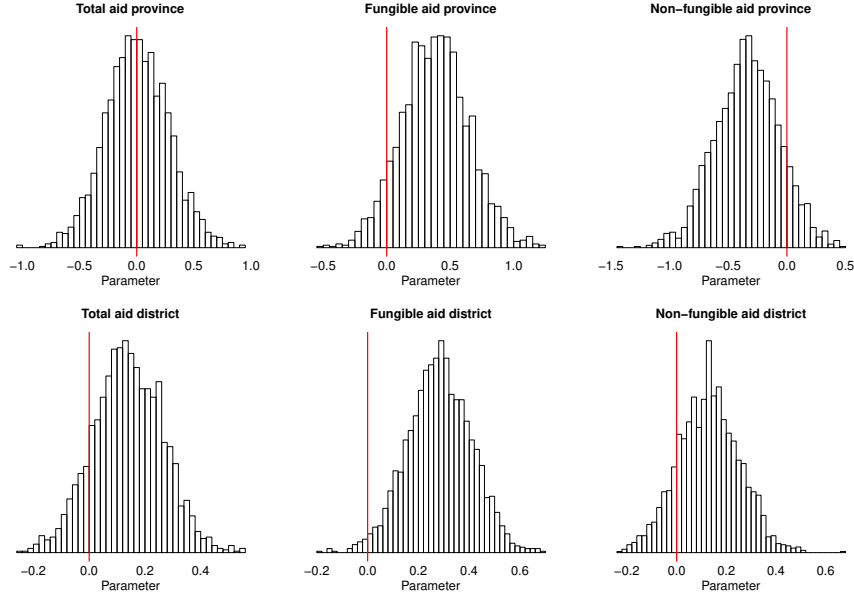 Total aid province
Fungible aid province
Non−fungible aid province
−1.0 −0.5 0.0 0.5 1.0
−0.5 0.0 0.5 1.0
−1.5 −1.0 −0.5 0.0 0.5
Parameter
Parameter
Parameter
Total aid district
Fungible aid district
Non−fungible aid district
−0.2 0.0 0.2 0.4
−0.2 0.0 0.2 0.4 0.6
−0.2 0.0 0.2 0.4 0.6
Parameter
Parameter
Parameter